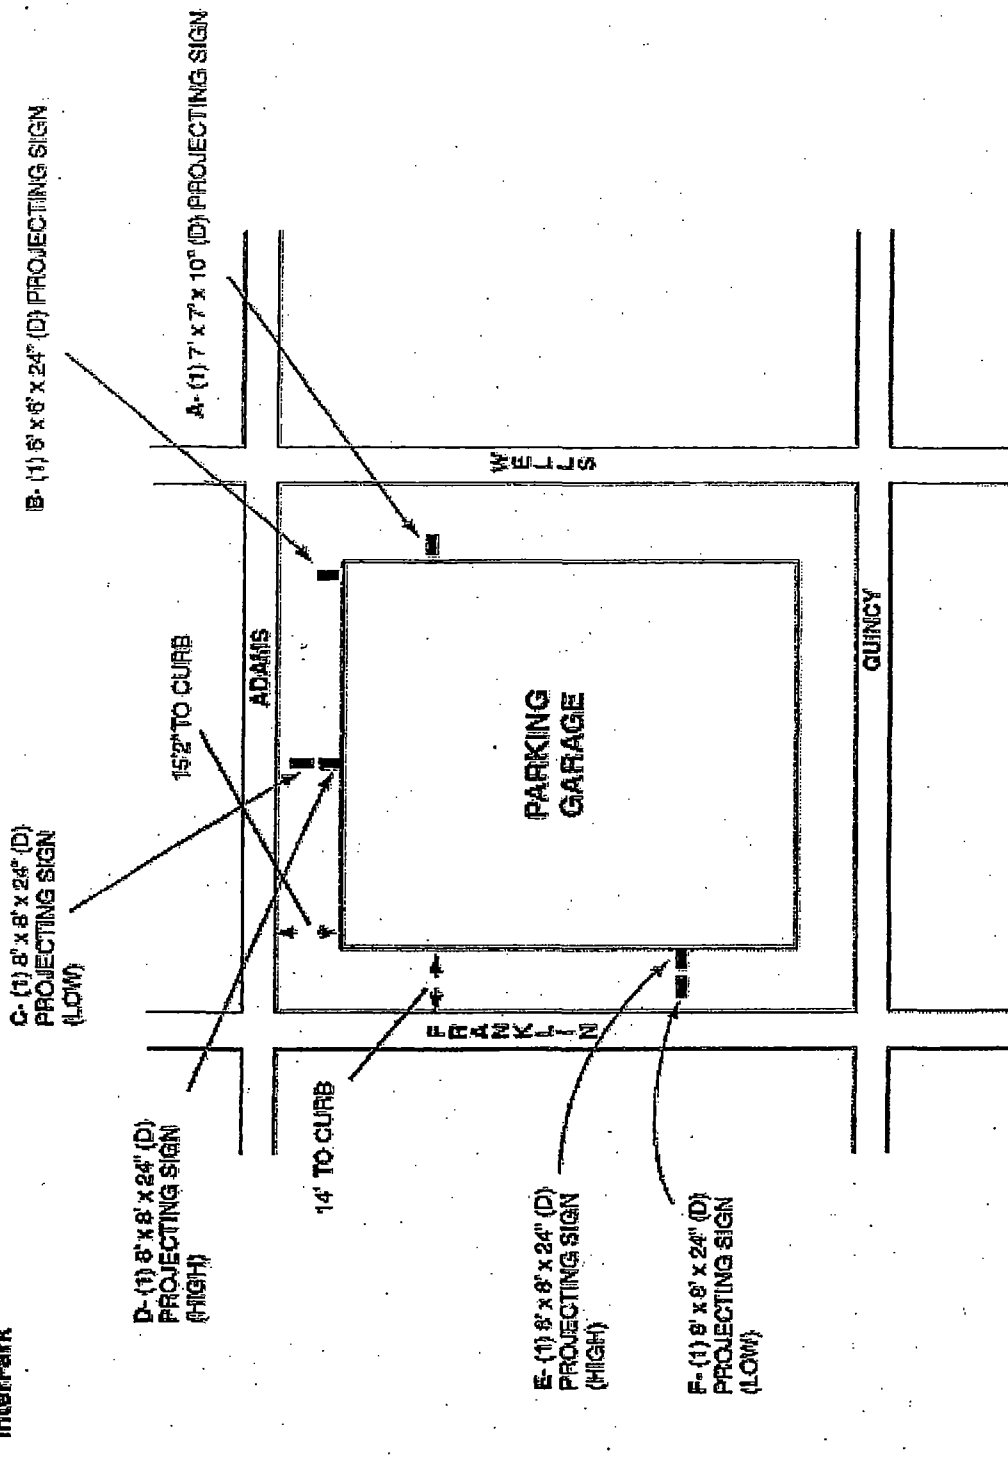 InterPark
C- (1) 8' x 8' x 24" (D)
PROJECTING SIGN
(LOW)
B- (1) 6' x 6' x 24" (D) PROJECTING SIGN
D- (1) 8' x 8' x 24" (D)
PROJECTING SIGN
(HIGH)
15'2" TO CURB
A- (1) 7' x 7' x 10" (D) PROJECTING SIGN
ADAMS
14' TO CURB
FRANKLIN
WELLS
PARKING
GARAGE
E- (1) 8' x 8' x 24" (D)
PROJECTING SIGN
(HIGH)
F- (1) 8' x 8' x 24" (D)
PROJECTING SIGN
(LOW)
QUINCY